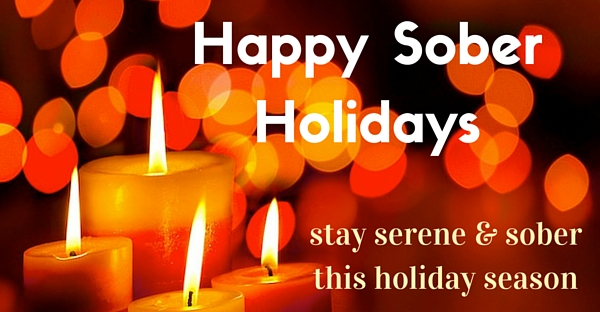 Happy Sober
Holidays
stay serene & sober
this holiday season